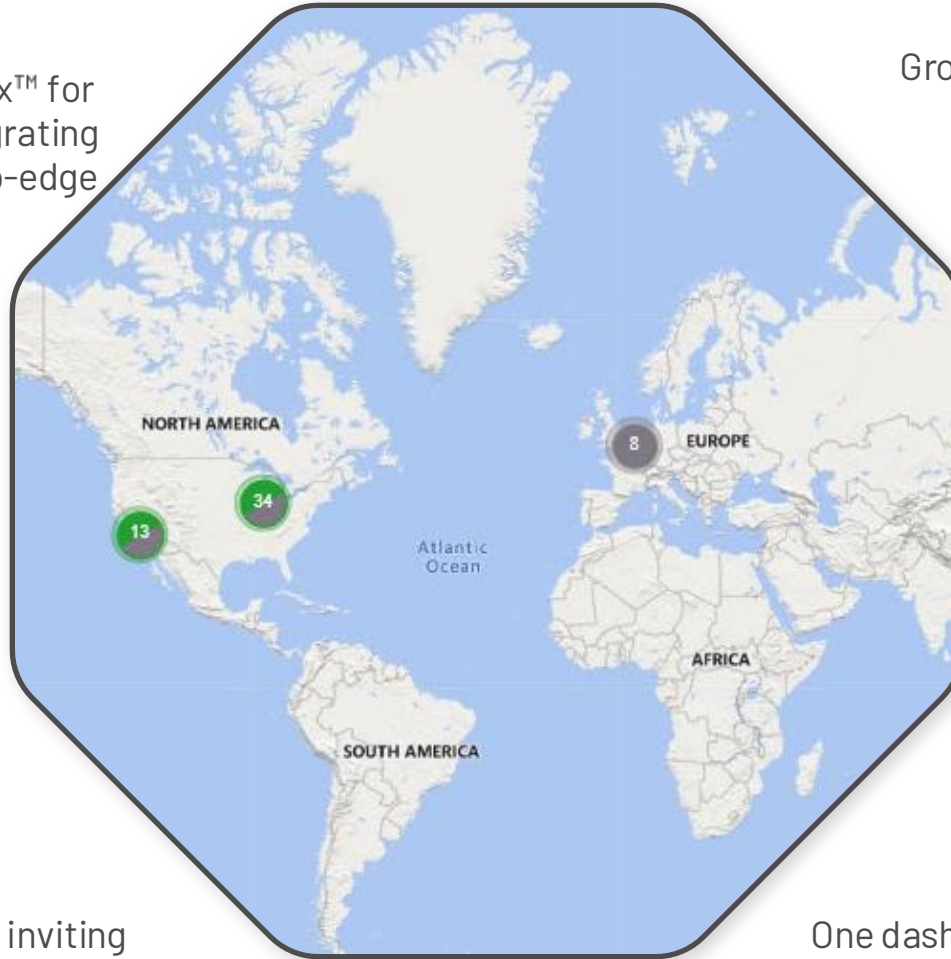 x™ for
grating
o-edge
Gro
NORTH AMERICA
EUROPE
34
13
8
Atlantic
Ocean
AFRICA
SOUTH AMERICA
inviting
One dash